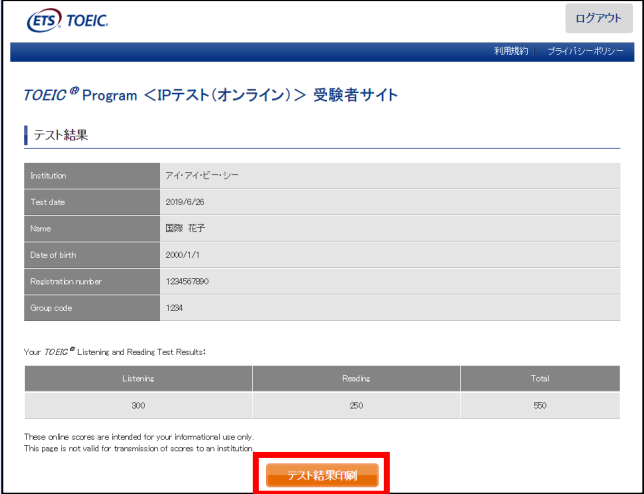 ETS TOEIC.
ログアウト
利用規約 プライバシーポリシー
TOEIC® Program ＜IPテスト（オンライン）＞ 受験者サイト
テスト結果
Institution アイ・アイ・ビー・シー
Test date 2019/6/26
Name 国際 花子
Date of birth 2000/1/1
Registration number 1234567890
Group code 1234
Your TOEIC® Listening and Reading Test Results:
Listening Reading Total
300 250 550
These online scores are intended for your informational use only.
This page is not valid for transmission of scores to an institution.
テスト結果印刷